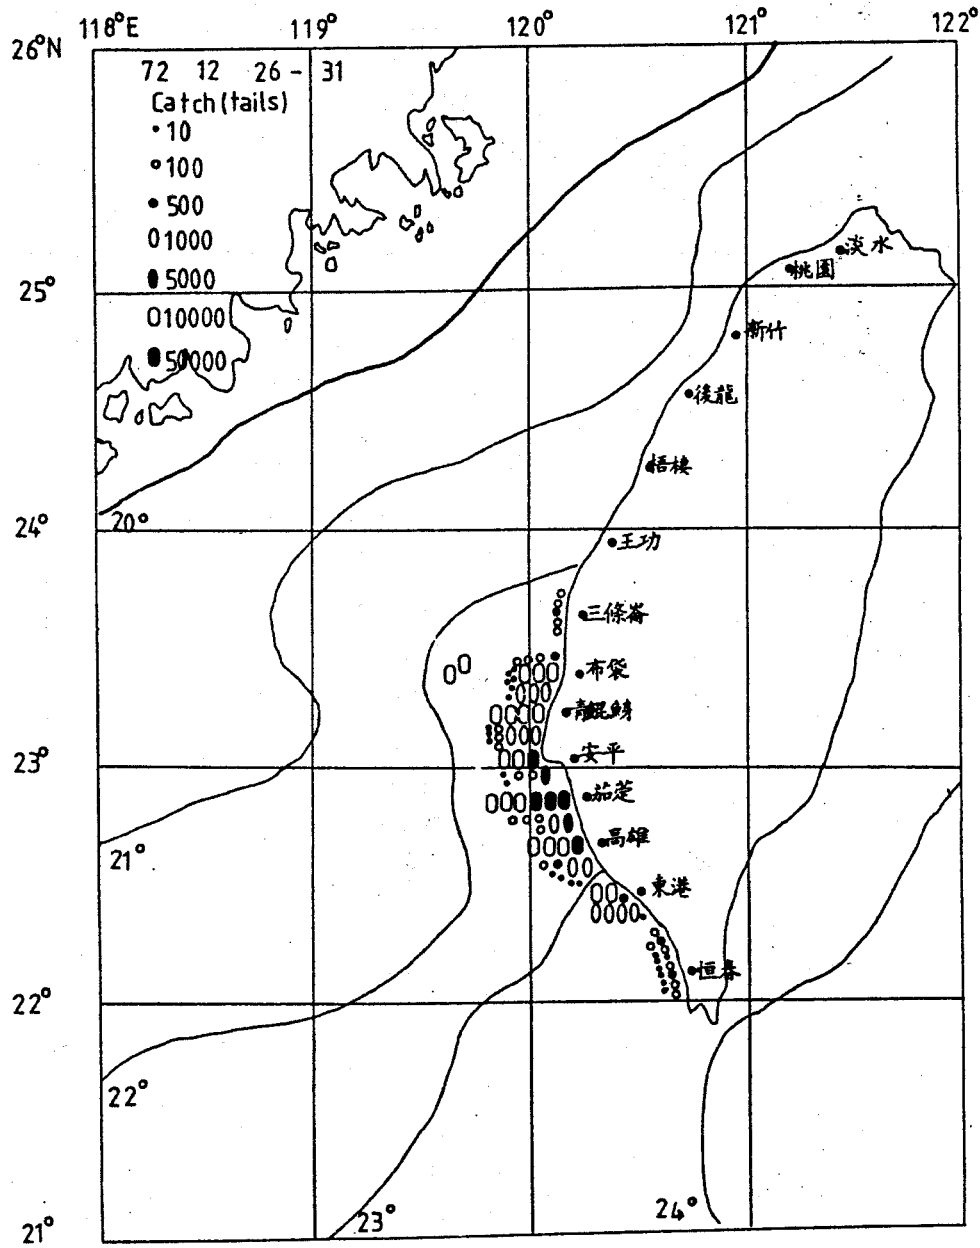 118°E 119° 120° 121° 122°
26°N
72 12 26 - 31
Catch (tails)
10
100
500
1000
5000
10000
50000
淡水
桃園
25°
新竹
後龍
梧棲
24°
20°
王功
三條崙
布袋
青鯤鯓
安平
23°
茄萣
21°
高雄
東港
恒春
22°
22°
23°
24°
21°